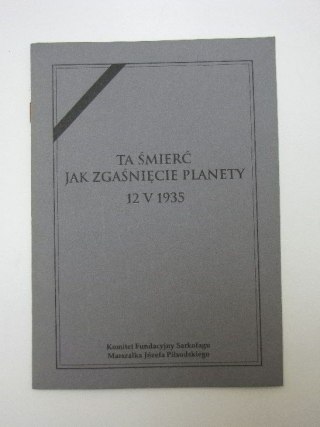 TA ŚMIERĆ
JAK ZGAŚNIĘCIE PLANETY
12 V 1935
Komitet Fundacyjny Sarkofagu
Marszałka Józefa Piłsudskiego